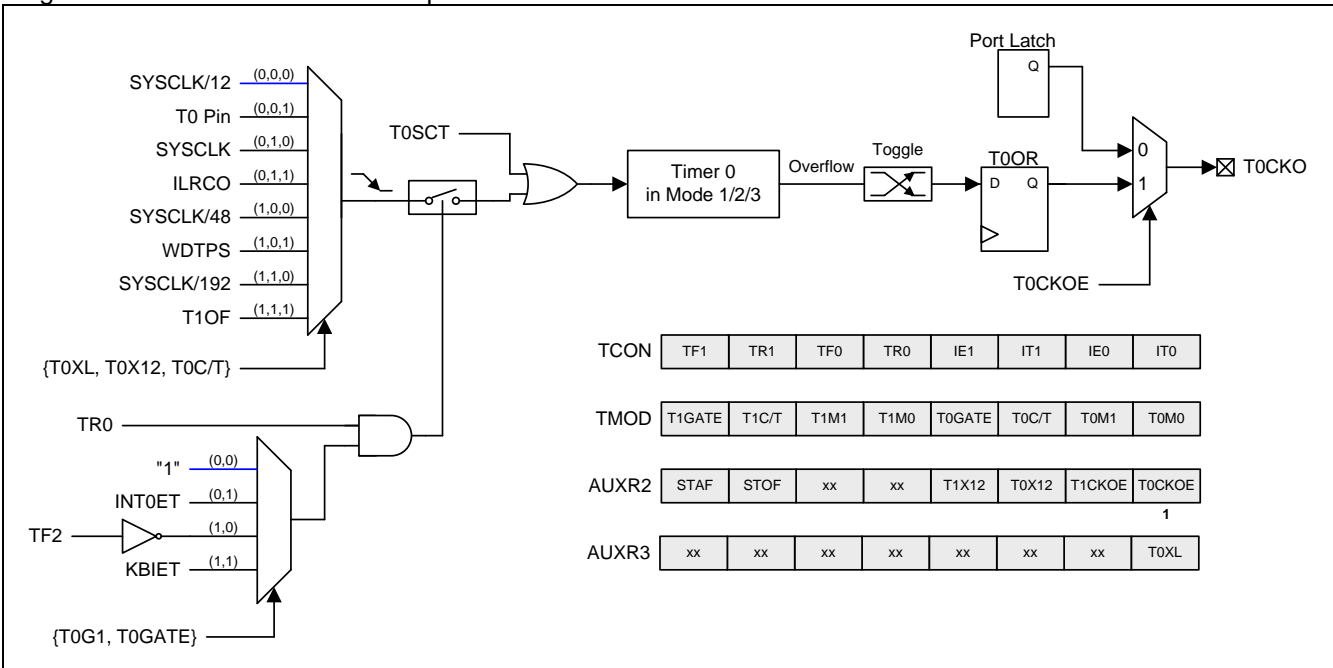 Port Latch
Q
SYSCLK/12 (0,0,0)
T0 Pin (0,0,1)
SYSCLK (0,1,0)
ILRCO (0,1,1)
SYSCLK/48 (1,0,0)
WDTPS (1,0,1)
SYSCLK/192 (1,1,0)
T1OF (1,1,1)
{T0XL, T0X12, T0C/T}
T0SCT
Timer 0
in Mode 1/2/3
Overflow
Toggle
T0OR
D Q
0
1
T0CKO
T0CKOE
TR0
"1" (0,0)
INT0ET (0,1)
TF2 (1,0)
KBIET (1,1)
{T0G1, T0GATE}
TCON TF1 TR1 TF0 TR0 IE1 IT1 IE0 IT0
TMOD T1GATE T1C/T T1M1 T1M0 T0GATE T0C/T T0M1 T0M0
AUXR2 STAF STOF xx xx T1X12 T0X12 T1CKOE T0CKOE
1
AUXR3 xx xx xx xx xx xx xx T0XL